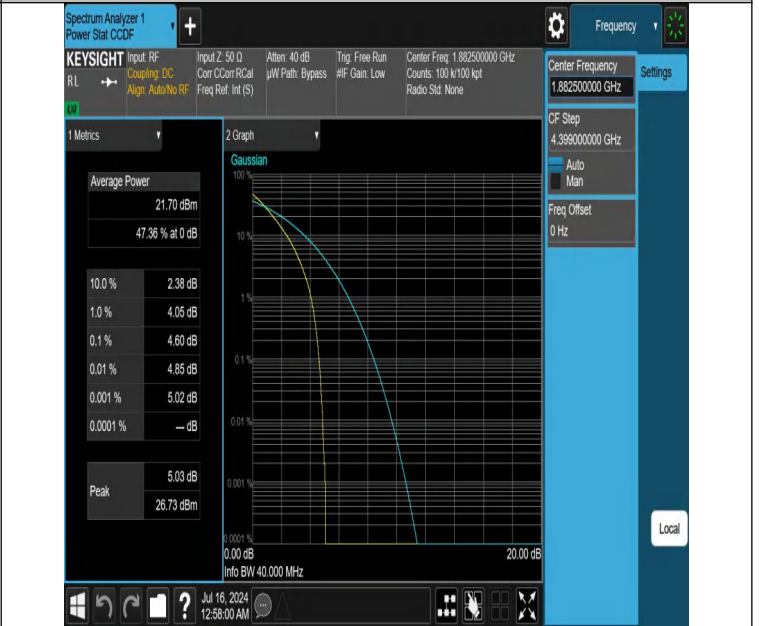 Spectrum Analyzer 1
Power Stat CCDF
+
Frequency
KEYSIGHT
RL
Input: RF
Coupling: DC
Align: Auto/No RF
Input Z: 50 Ω
Corr CCorr RCal
Freq Ref: Int (S)
Atten: 40 dB
µW Path: Bypass
Trig: Free Run
#IF Gain: Low
Center Freq: 1.882500000 GHz
Counts: 100 k/100 kpt
Radio Std: None
Center Frequency
1.882500000 GHz
Settings
CF Step
4.399000000 GHz
Auto
Man
Freq Offset
0 Hz
1 Metrics
Average Power
21.70 dBm
47.36 % at 0 dB
10.0 % 2.38 dB
1.0 % 4.05 dB
0.1 % 4.60 dB
0.01 % 4.85 dB
0.001 % 5.02 dB
0.0001 % --- dB
Peak
5.03 dB
26.73 dBm
2 Graph
Gaussian
100 %
10 %
1 %
0.1 %
0.01 %
0.001 %
0.0001 %
0.00 dB 20.00 dB
Info BW 40.000 MHz
Local
?
Jul 16, 2024
12:58:00 AM